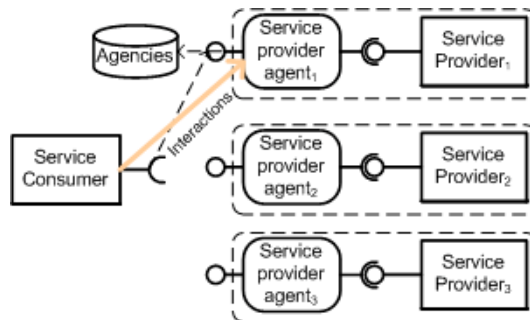 Agencies
Service
provider
agent₁
Service
Provider₁
Interactions
Service
Consumer
Service
provider
agent₂
Service
Provider₂
Service
provider
agent₃
Service
Provider₃